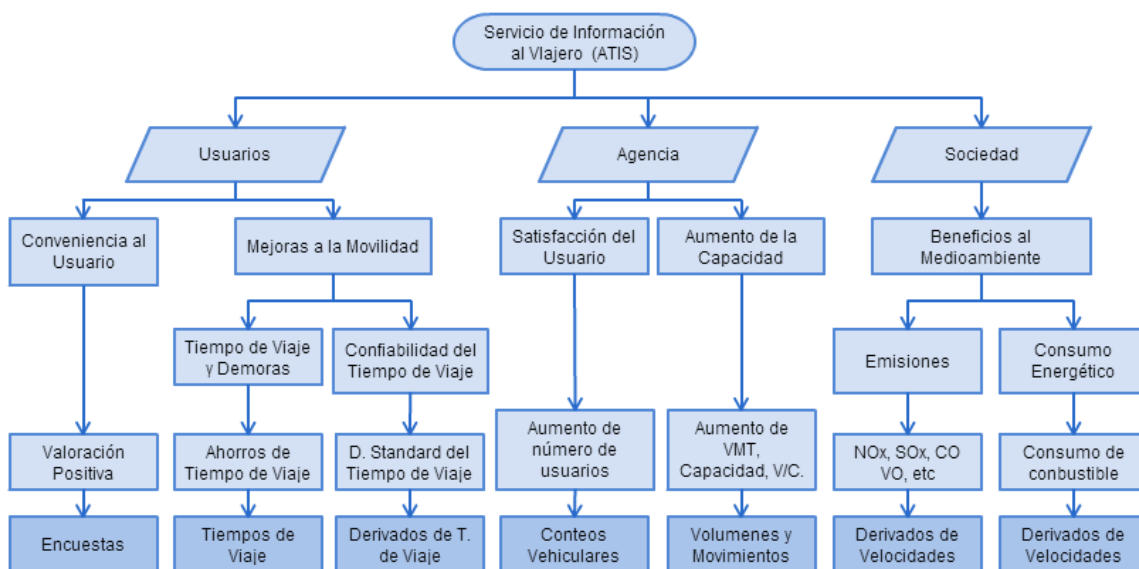 Servicio de Información
al VIajero (ATIS)
Usuarios
Agencia
Sociedad
Conveniencia al
Usuario
Mejoras a la Movilidad
Satisfacción del
Usuario
Aumento de la
Capacidad
Beneficios al
Medioambiente
Tiempo de Viaje
y Demoras
Confiabilidad del
Tiempo de Viaje
Emisiones
Consumo
Energético
Valoración
Positiva
Ahorros de
Tiempo de Viaje
D. Standard del
Tiempo de Viaje
Aumento de
número de
usuarios
Aumento de
VMT,
Capacidad, V/C.
NOx, SOx, CO
VO, etc
Consumo de
conbustible
Encuestas
Tiempos de
Viaje
Derivados de T.
de Viaje
Conteos
Vehiculares
Volumenes y
Movimientos
Derivados de
Velocidades
Derivados de
Velocidades